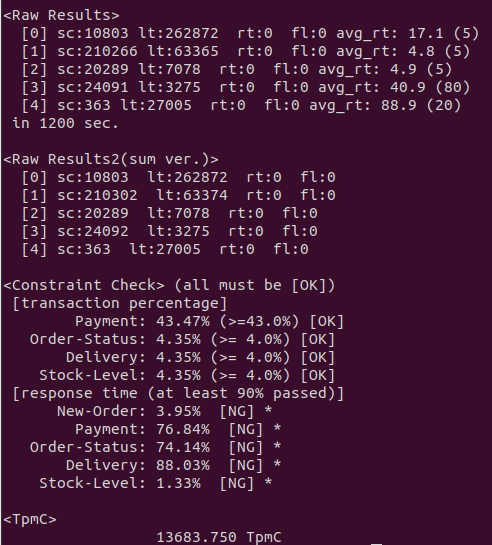 <Raw Results>
[0] sc:10803 lt:262872 rt:0 fl:0 avg_rt: 17.1 (5)
[1] sc:210266 lt:63365 rt:0 fl:0 avg_rt: 4.8 (5)
[2] sc:20289 lt:7078 rt:0 fl:0 avg_rt: 4.9 (5)
[3] sc:24091 lt:3275 rt:0 fl:0 avg_rt: 40.9 (80)
[4] sc:363 lt:27005 rt:0 fl:0 avg_rt: 88.9 (20)
in 1200 sec.
<Raw Results2(sum ver.)>
[0] sc:10803 lt:262872 rt:0 fl:0
[1] sc:210302 lt:63374 rt:0 fl:0
[2] sc:20289 lt:7078 rt:0 fl:0
[3] sc:24092 lt:3275 rt:0 fl:0
[4] sc:363 lt:27005 rt:0 fl:0
<Constraint Check> (all must be [OK])
[transaction percentage]
Payment: 43.47% (>=43.0%) [OK]
Order-Status: 4.35% (>= 4.0%) [OK]
Delivery: 4.35% (>= 4.0%) [OK]
Stock-Level: 4.35% (>= 4.0%) [OK]
[response time (at least 90% passed)]
New-Order: 3.95% [NG] *
Payment: 76.84% [NG] *
Order-Status: 74.14% [NG] *
Delivery: 88.03% [NG] *
Stock-Level: 1.33% [NG] *
<TpmC>
13683.750 TpmC